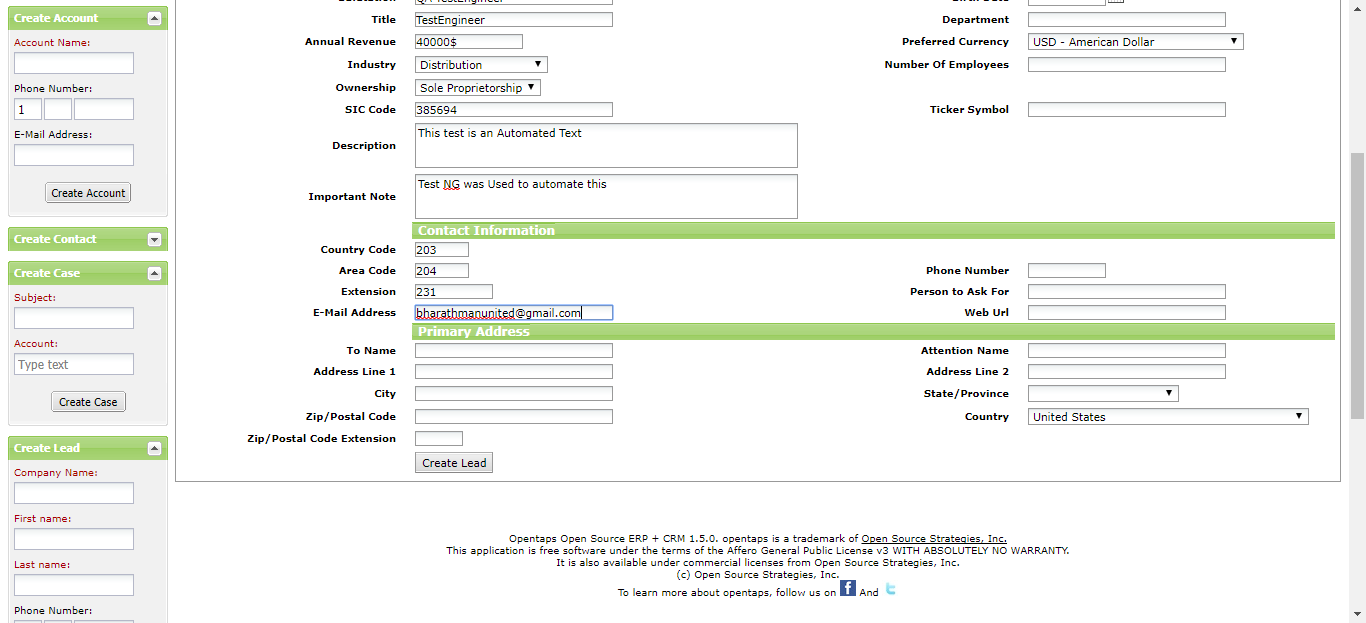 Create Account
Account Name:
Phone Number:
1
E-Mail Address:
Create Account
Create Contact
Create Case
Subject:
Account:
Type text
Create Case
Create Lead
Company Name:
First name:
Last name:
Phone Number:
Title TestEngineer Department
Annual Revenue 40000$ Preferred Currency USD - American Dollar
Industry Distribution Number Of Employees
Ownership Sole Proprietorship
SIC Code 385694 Ticker Symbol
Description This test is an Automated Text
Important Note Test NG was Used to automate this
Contact Information
Country Code 203
Area Code 204 Phone Number
Extension 231 Person to Ask For
E-Mail Address bharathmanunited@gmail.com Web Url
Primary Address
To Name Attention Name
Address Line 1 Address Line 2
City State/Province
Zip/Postal Code Country United States
Zip/Postal Code Extension
Create Lead
Opentaps Open Source ERP + CRM 1.5.0. opentaps is a trademark of Open Source Strategies, Inc.
This application is free software under the terms of the Affero General Public License v3 WITH ABSOLUTELY NO WARRANTY.
It is also available under commercial licenses from Open Source Strategies, Inc.
(c) Open Source Strategies, Inc.
To learn more about opentaps, follow us on f And t